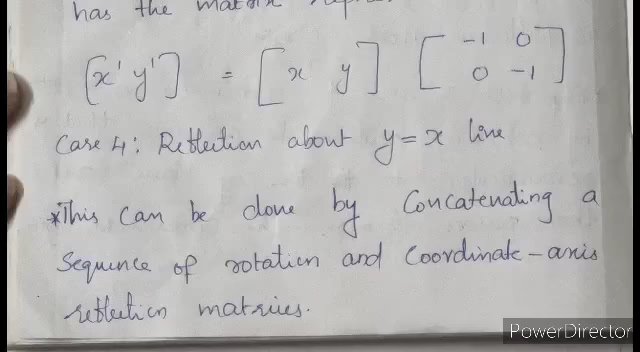 has the matrix
[x' y'] = [x y] [-1 0
0 -1]
Case 4: Reflection about y = x line
*This can be done by Concatenating a
sequence of rotation and Coordinate-axis
reflection matrices.
PowerDirector